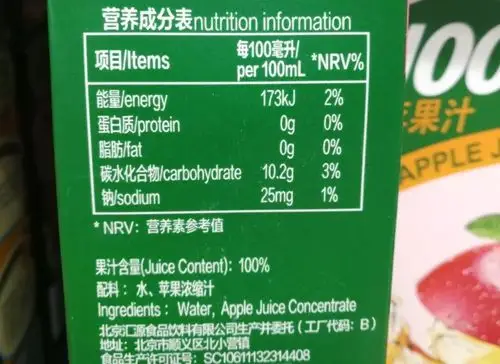 营养成分表nutrition information
项目/Items 每100毫升/per 100mL *NRV%
能量/energy 173kJ 2%
蛋白质/protein 0g 0%
脂肪/fat 0g 0%
碳水化合物/carbohydrate 10.2g 3%
钠/sodium 25mg 1%
* NRV：营养素参考值
果汁含量(Juice Content)：100%
配料：水、苹果浓缩汁
Ingredients：Water, Apple Juice Concentrate
北京汇源食品饮料有限公司生产并委托（工厂代码：B）
地址：北京市顺义区北小营镇
食品生产许可证号：SC10611132314408
100
果汁
APPLE J